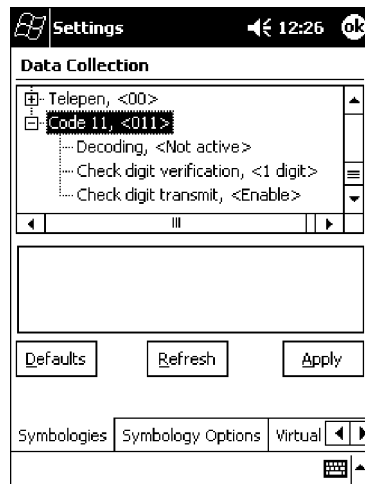 Settings 12:26 ok
Data Collection
Telepen, <00>
Code 11, <011>
Decoding, <Not active>
Check digit verification, <1 digit>
Check digit transmit, <Enable>
Defaults Refresh Apply
Symbologies Symbology Options Virtual